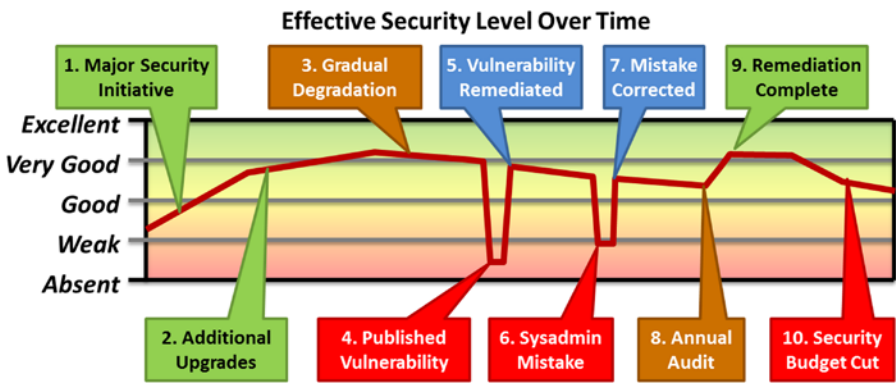 Effective Security Level Over Time
1. Major Security
Initiative
3. Gradual
Degradation
5. Vulnerability
Remediated
7. Mistake
Corrected
9. Remediation
Complete
Excellent
Very Good
Good
Weak
Absent
2. Additional
Upgrades
4. Published
Vulnerability
6. Sysadmin
Mistake
8. Annual
Audit
10. Security
Budget Cut